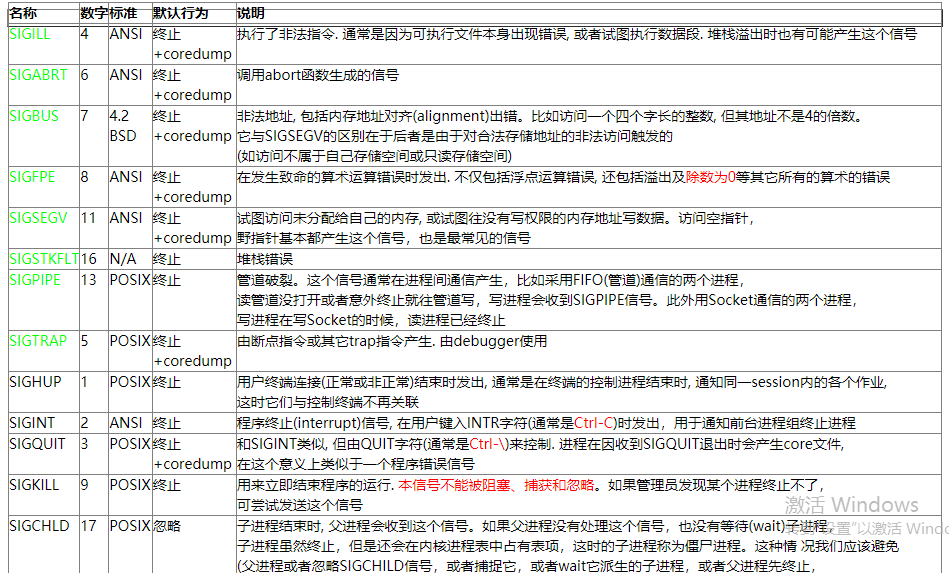 名称 数字 标准 默认行为 说明
SIGILL 4 ANSI 终止 执行了非法指令. 通常是因为可执行文件本身出现错误, 或者试图执行数据段. 堆栈溢出时也有可能产生这个信号
+coredump
SIGABRT 6 ANSI 终止 调用abort函数生成的信号
+coredump
SIGBUS 7 4.2 终止 非法地址, 包括内存地址对齐(alignment)出错。比如访问一个四个字长的整数, 但其地址不是4的倍数。
BSD +coredump 它与SIGSEGV的区别在于后者是由于对合法存储地址的非法访问触发的
(如访问不属于自己存储空间或只读存储空间)
SIGFPE 8 ANSI 终止 在发生致命的算术运算错误时发出. 不仅包括浮点运算错误, 还包括溢出及除数为0等其它所有的算术的错误
+coredump
SIGSEGV 11 ANSI 终止 试图访问未分配给自己的内存, 或试图往没有写权限的内存地址写数据。访问空指针，
+coredump 野指针基本都产生这个信号，也是最常见的信号
SIGSTKFLT 16 N/A 终止 堆栈错误
SIGPIPE 13 POSIX 终止 管道破裂。这个信号通常在进程间通信产生，比如采用FIFO(管道)通信的两个进程，
读管道没打开或者意外终止就往管道写，写进程会收到SIGPIPE信号。此外用Socket通信的两个进程，
写进程在写Socket的时候，读进程已经终止
SIGTRAP 5 POSIX 终止 由断点指令或其它trap指令产生. 由debugger使用
+coredump
SIGHUP 1 POSIX 终止 用户终端连接(正常或非正常)结束时发出, 通常是在终端的控制进程结束时, 通知同一session内的各个作业,
这时它们与控制终端不再关联
SIGINT 2 ANSI 终止 程序终止(interrupt)信号, 在用户键入INTR字符(通常是Ctrl-C)时发出，用于通知前台进程组终止进程
SIGQUIT 3 POSIX 终止 和SIGINT类似, 但由QUIT字符(通常是Ctrl-\)来控制. 进程在因收到SIGQUIT退出时会产生core文件,
+coredump 在这个意义上类似于一个程序错误信号
SIGKILL 9 POSIX 终止 用来立即结束程序的运行. 本信号不能被阻塞、捕获和忽略。如果管理员发现某个进程终止不了，
可尝试发送这个信号
SIGCHLD 17 POSIX 忽略 子进程结束时, 父进程会收到这个信号。如果父进程没有处理这个信号，也没有等待(wait)子进程，
子进程虽然终止，但是还会在内核进程表中占有表项，这时的子进程称为僵尸进程。这种情 况我们应该避免
(父进程或者忽略SIGCHILD信号，或者捕捉它，或者wait它派生的子进程，或者父进程先终止，
激活 Windows
转到"设置"以激活 Windo